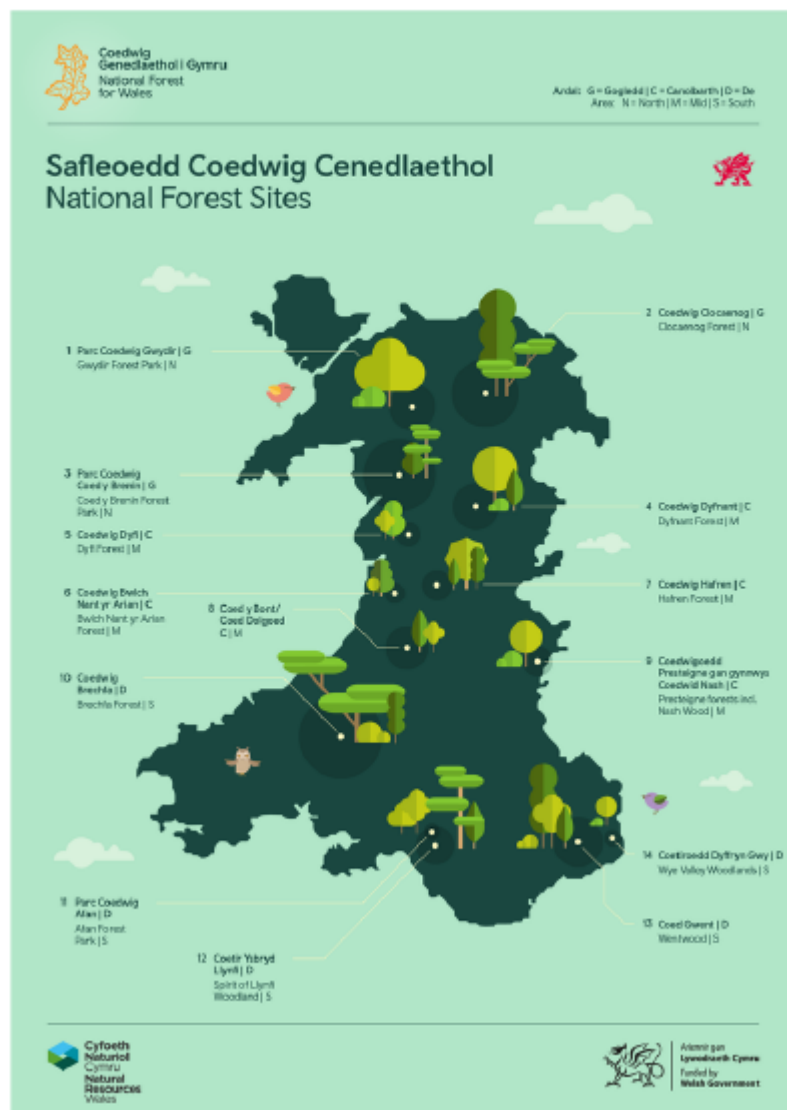 Coedwig
Genedlaethol i Gymru
National Forest
for Wales
Ardal: G = Gogledd | C = Canolbarth | D = De
Area: N = North | M = Mid | S = South
Safleoedd Coedwig Cenedlaethol
National Forest Sites
1 Parc Coedwig Gwydir | G
Gwydir Forest Park | N
2 Coedwig Clocaenog | G
Clocaenog Forest | N
3 Parc Coedwig
Coed y Brenin | G
Coed y Brenin Forest
Park | N
4 Coedwig Dyfnant | C
Dyfnant Forest | M
5 Coedwig Dyfi | C
Dyfi Forest | M
6 Coedwig Bwlch
Nant yr Arian | C
Bwlch Nant yr Arian
Forest | M
7 Coedwig Hafren | C
Hafren Forest | M
8 Coed y Bont/
Coed Dolgoed
C | M
9 Coedwigoedd
Presteigne gan gynnwys
Coedwid Nash | C
Presteigne forests incl.
Nash Wood | M
10 Coedwig
Brechfa | D
Brechfa Forest | S
11 Parc Coedwig
Afan | D
Afan Forest
Park | S
12 Coetir Ysbryd
Llynfi | D
Spirit of Llynfi
Woodland | S
14 Coetiroedd Dyffryn Gwy | D
Wye Valley Woodlands | S
13 Coed Gwent | D
Wentwood | S
Cyfoeth
Naturiol
Cymru
Natural
Resources
Wales
Ariennir gan
Lywodraeth Cymru
Funded by
Welsh Government